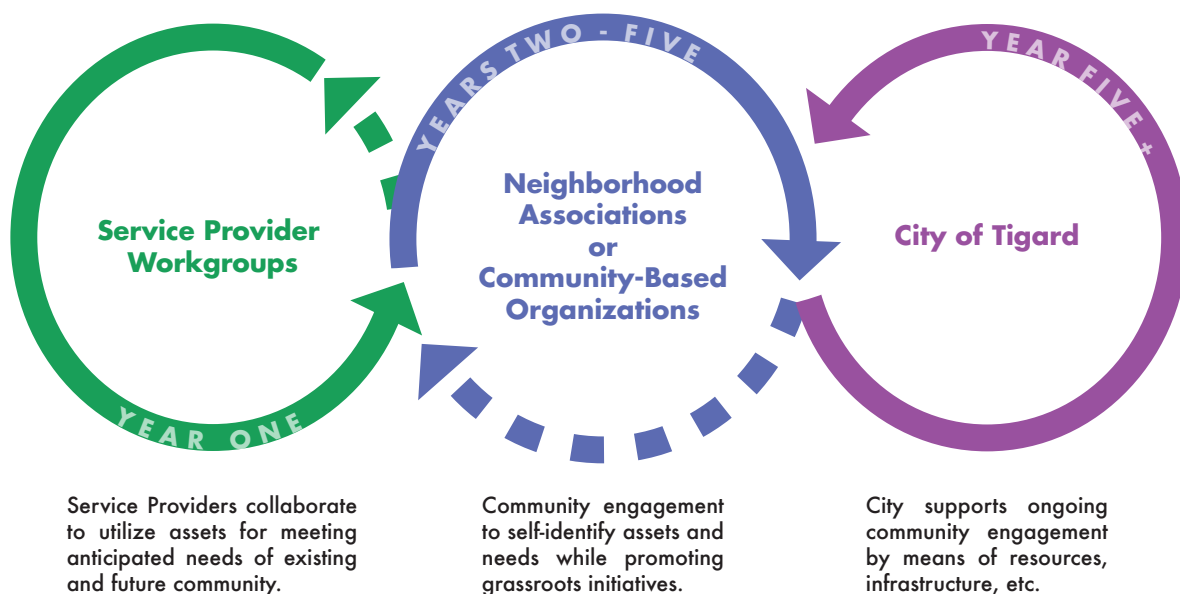 YEARS TWO - FIVE
YEAR FIVE +
Service Provider
Workgroups
Neighborhood
Associations
or
Community-Based
Organizations
City of Tigard
YEAR ONE
Service Providers collaborate
to utilize assets for meeting
anticipated needs of existing
and future community.
Community engagement
to self-identify assets and
needs while promoting
grassroots initiatives.
City supports ongoing
community engagement
by means of resources,
infrastructure, etc.